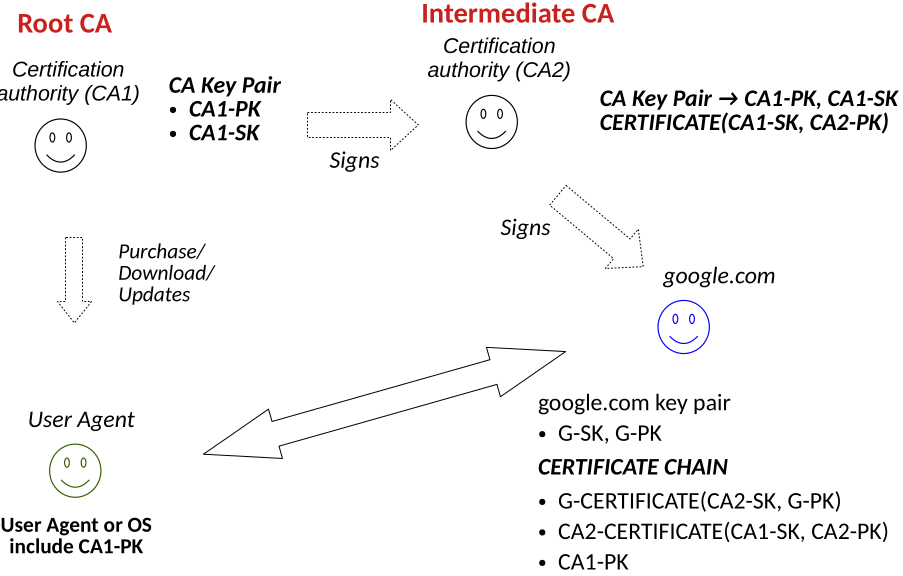 Root CA
Certification
authority (CA1)
CA Key Pair
• CA1-PK
• CA1-SK
Signs
Intermediate CA
Certification
authority (CA2)
CA Key Pair → CA1-PK, CA1-SK
CERTIFICATE(CA1-SK, CA2-PK)
Signs
Purchase/
Download/
Updates
google.com
User Agent
User Agent or OS
include CA1-PK
google.com key pair
• G-SK, G-PK
CERTIFICATE CHAIN
• G-CERTIFICATE(CA2-SK, G-PK)
• CA2-CERTIFICATE(CA1-SK, CA2-PK)
• CA1-PK